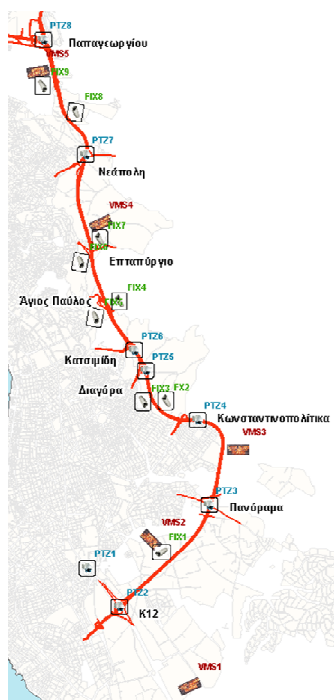 PTZ8
Παπαγεωργίου
VMS5
FIX9
FIX8
PTZ7
Νεάπολη
VMS4
FIX7
Επταπύργιο
FIX4
Άγιος Παύλος
PTZ6
Κατσιμίδη
PTZ5
Διαγόρα
FIX3
FX2
PTZ4
Κωνσταντινοπολίτικα
VMS3
PTZ3
Πανόραμα
VMS2
FIX1
PTZ1
PTZ2
Κ12
VMS1